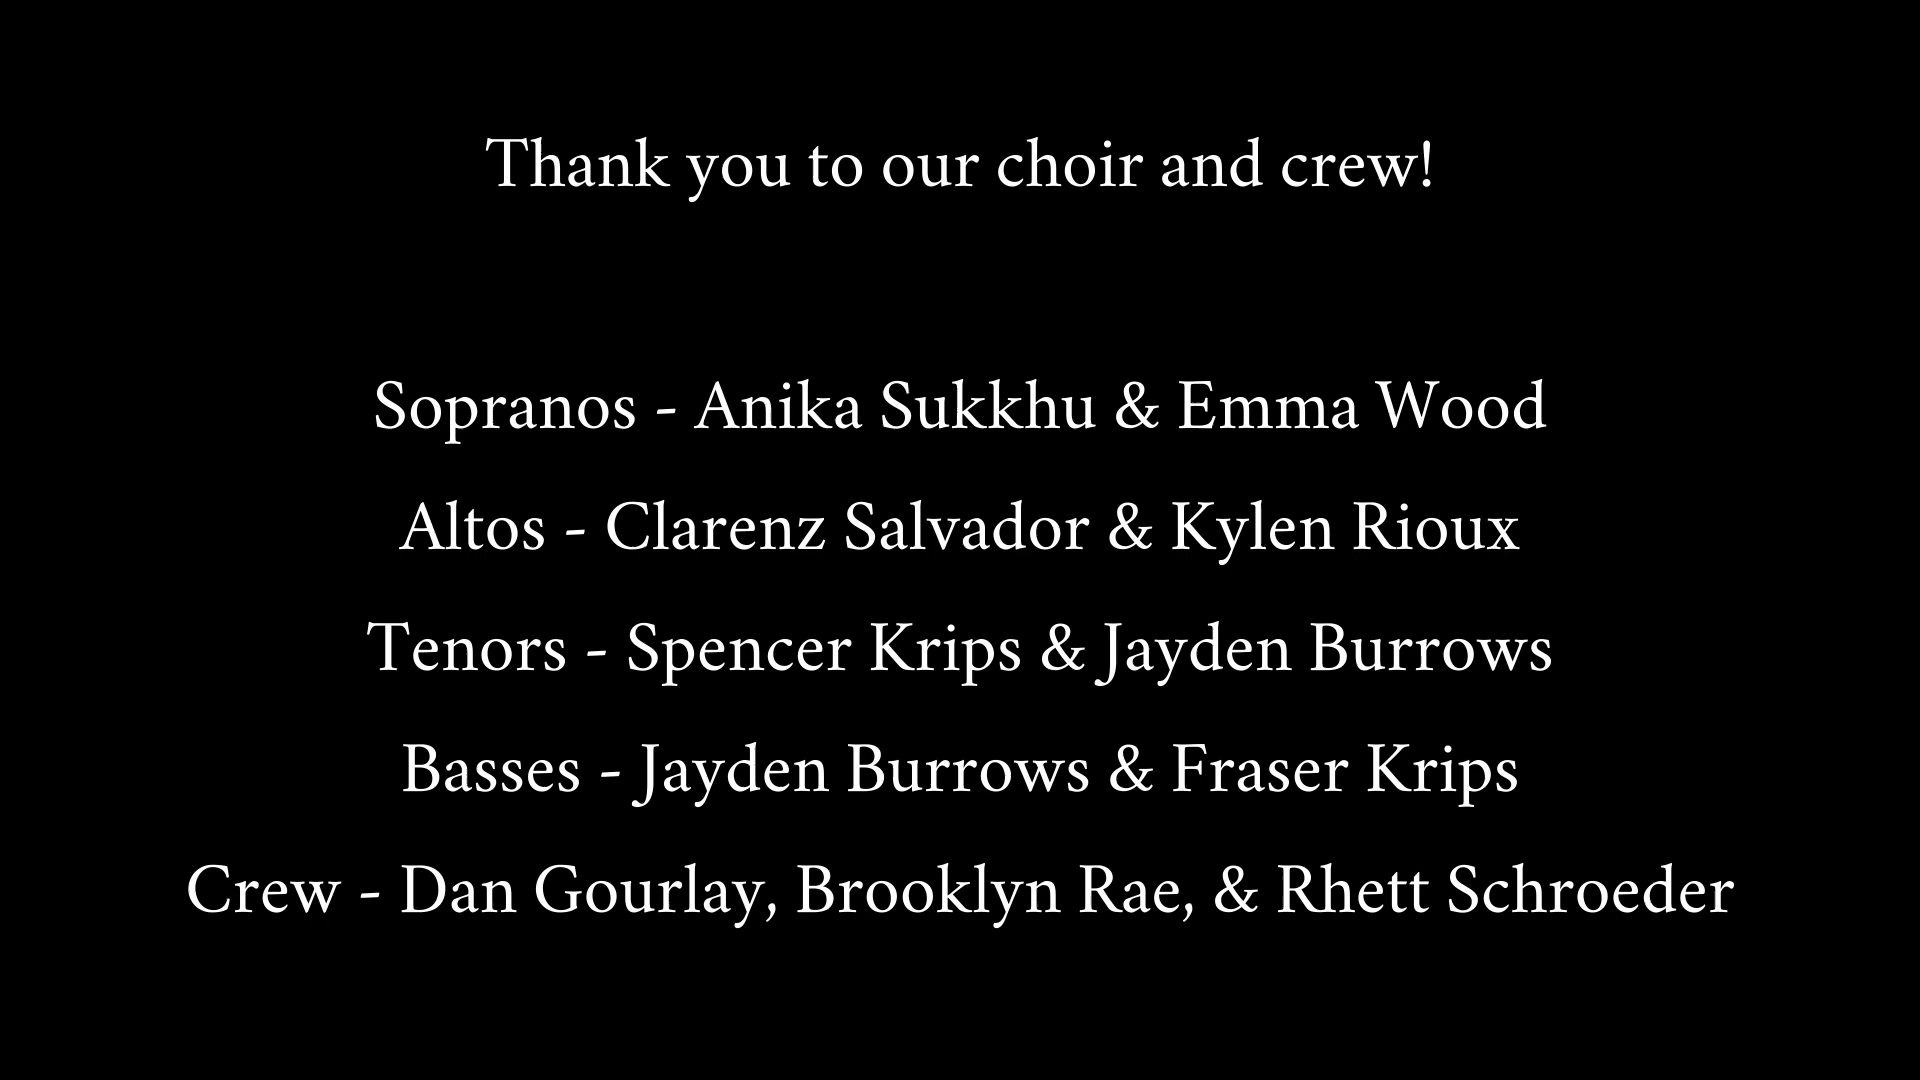 Thank you to our choir and crew!
Sopranos - Anika Sukkhu & Emma Wood
Altos - Clarenz Salvador & Kylen Rioux
Tenors - Spencer Krips & Jayden Burrows
Basses - Jayden Burrows & Fraser Krips
Crew - Dan Gourlay, Brooklyn Rae, & Rhett Schroeder